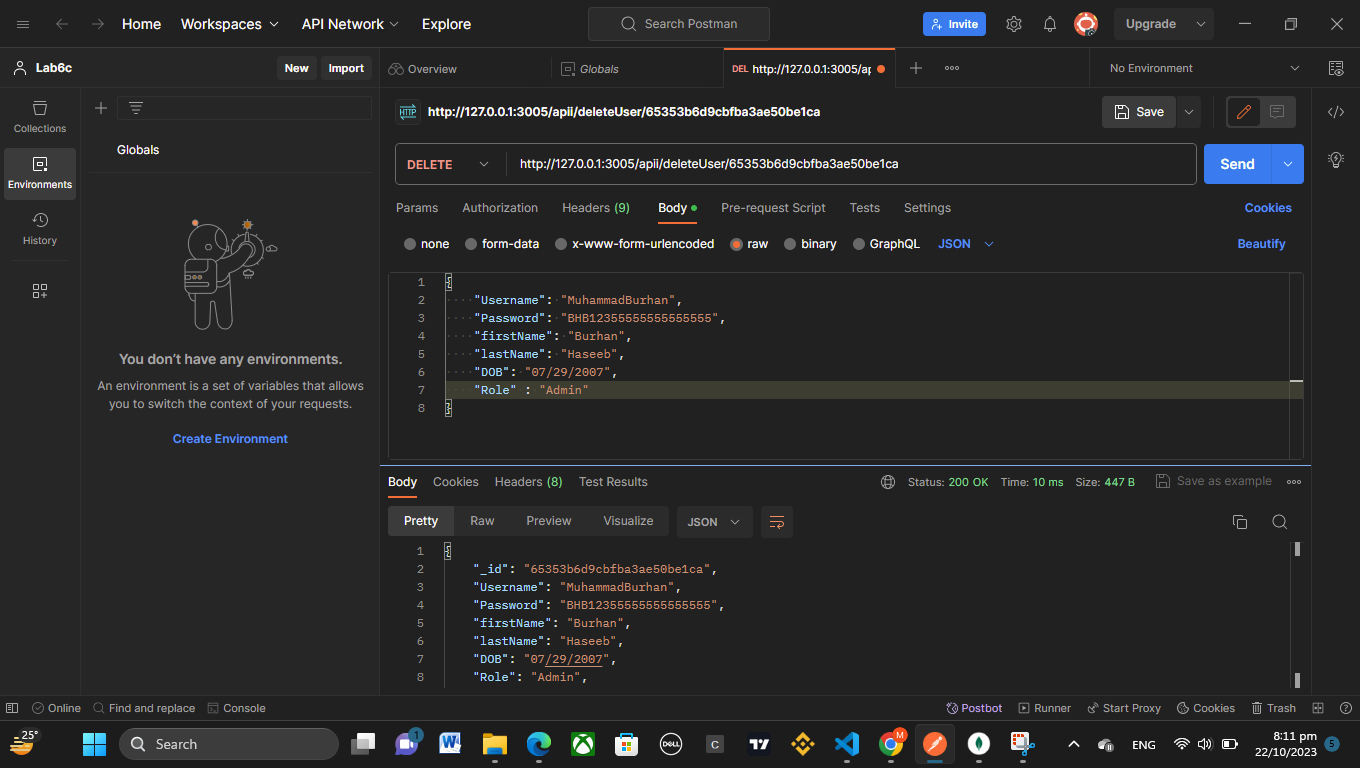 Home Workspaces API Network Explore Search Postman Invite Upgrade
Lab6c New Import Overview Globals DEL http://127.0.0.1:3005/ap No Environment
http://127.0.0.1:3005/apii/deleteUser/65353b6d9cbfba3ae50be1ca Save
Collections
Globals
DELETE http://127.0.0.1:3005/apii/deleteUser/65353b6d9cbfba3ae50be1ca Send
Environments
Params Authorization Headers (9) Body Pre-request Script Tests Settings Cookies
History
none form-data x-www-form-urlencoded raw binary GraphQL JSON Beautify
1 {
2 "Username": "MuhammadBurhan",
3 "Password": "BHB12355555555555555",
4 "firstName": "Burhan",
5 "lastName": "Haseeb",
6 "DOB": "07/29/2007",
7 "Role" : "Admin"
8 }
You don't have any environments.
An environment is a set of variables that allows
you to switch the context of your requests.
Create Environment
Body Cookies Headers (8) Test Results Status: 200 OK Time: 10 ms Size: 447 B Save as example
Pretty Raw Preview Visualize JSON
1 {
2 "_id": "65353b6d9cbfba3ae50be1ca",
3 "Username": "MuhammadBurhan",
4 "Password": "BHB12355555555555555",
5 "firstName": "Burhan",
6 "lastName": "Haseeb",
7 "DOB": "07/29/2007",
8 "Role": "Admin",
Online Find and replace Console Postbot Runner Start Proxy Cookies Trash
25° Search 1 DELL C M ENG 8:11 pm 5
22/10/2023